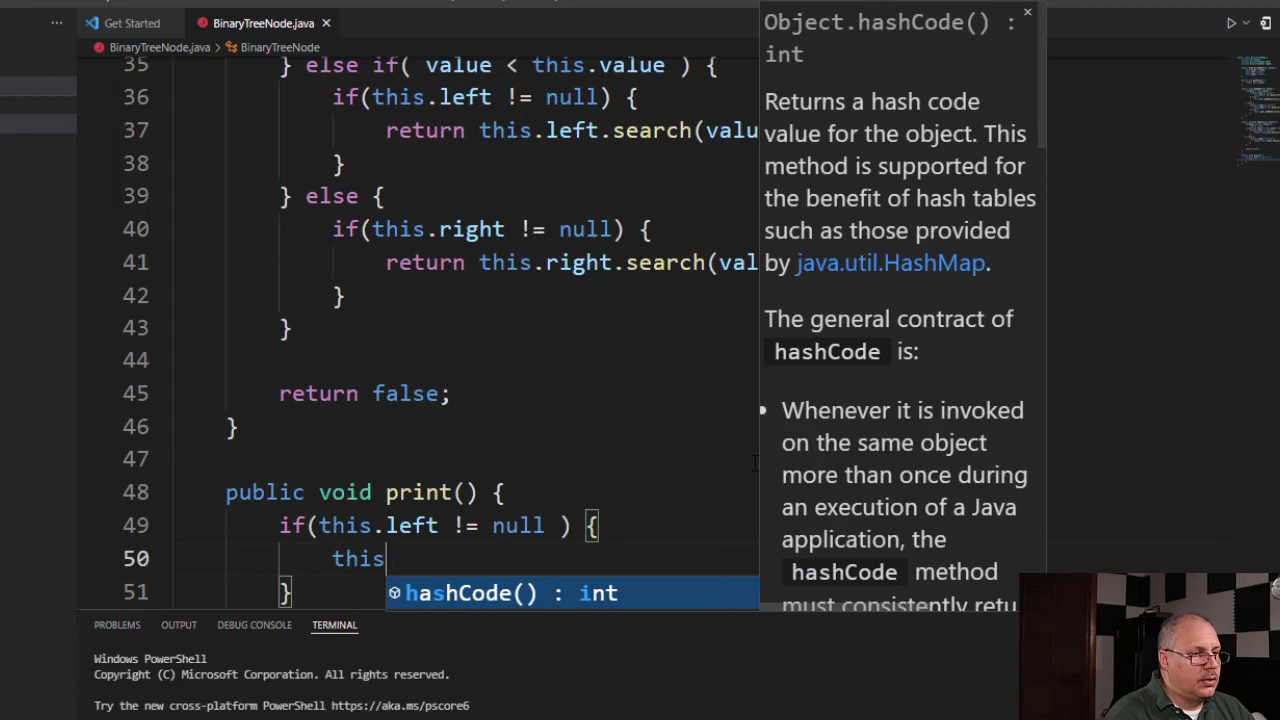 ··· Get Started BinaryTreeNode.java ×
BinaryTreeNode.java > BinaryTreeNode
35 } else if( value < this.value ) {
36 if(this.left != null) {
37 return this.left.search(valu
38 }
39 } else {
40 if(this.right != null) {
41 return this.right.search(val
42 }
43 }
44
45 return false;
46 }
47
48 public void print() {
49 if(this.left != null ) {
50 this
51 }
hashCode() : int
Object.hashCode() :
int
×
Returns a hash code
value for the object. This
method is supported for
the benefit of hash tables
such as those provided
by java.util.HashMap.
The general contract of
hashCode is:
• Whenever it is invoked
on the same object
more than once during
an execution of a Java
application, the
hashCode method
must consistently retu
PROBLEMS OUTPUT DEBUG CONSOLE TERMINAL
Windows PowerShell
Copyright (C) Microsoft Corporation. All rights reserved.
Try the new cross-platform PowerShell https://aka.ms/pscore6